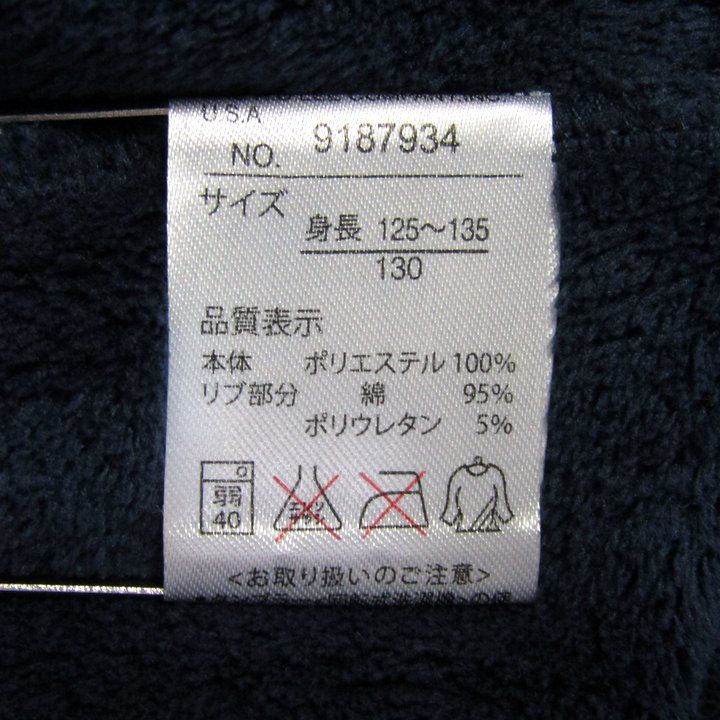 U.S.A
NO. 9187934
サイズ
身長 125～135
130
品質表示
本体 ポリエステル 100%
リブ部分 綿 95%
ポリウレタン 5%
弱
40
<お取り扱いのご注意>